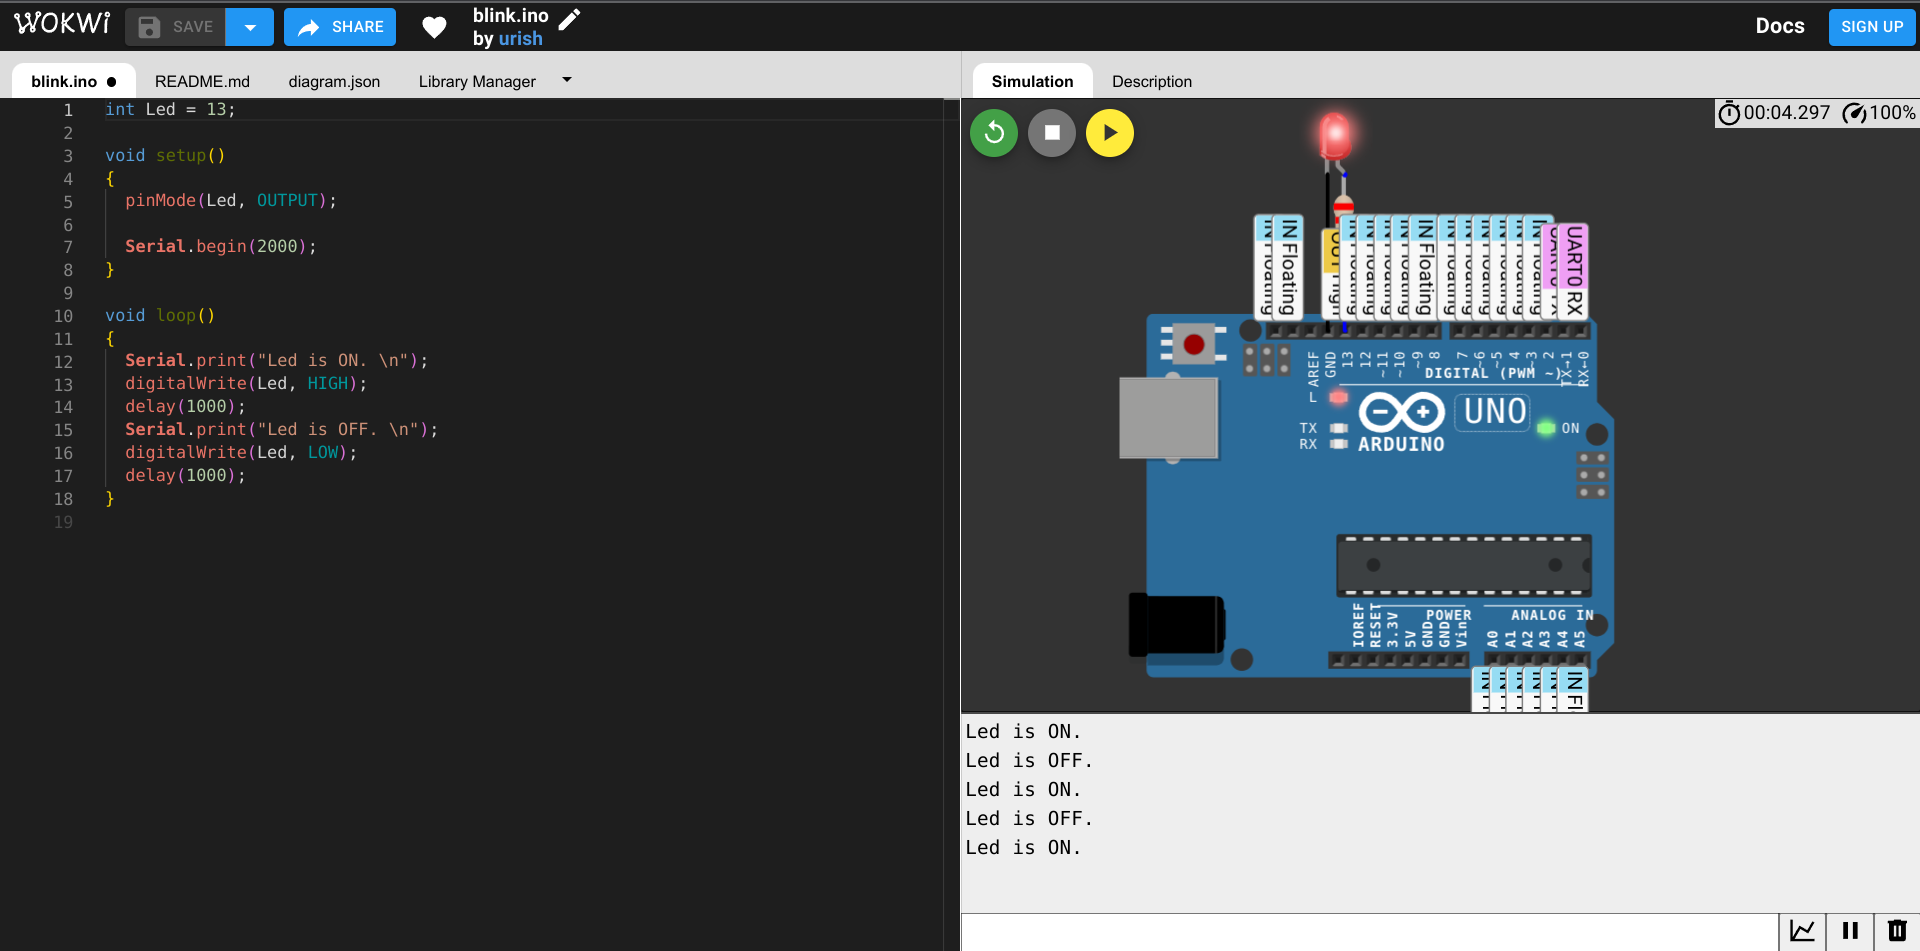 WOKWi
SAVE
SHARE
blink.ino
by urish
Docs
SIGN UP
blink.ino
README.md
diagram.json
Library Manager
Simulation
Description
1 int Led = 13;
2
3 void setup()
4 {
5 pinMode(Led, OUTPUT);
6
7 Serial.begin(2000);
8 }
9
10 void loop()
11 {
12 Serial.print("Led is ON. \n");
13 digitalWrite(Led, HIGH);
14 delay(1000);
15 Serial.print("Led is OFF. \n");
16 digitalWrite(Led, LOW);
17 delay(1000);
18 }
19
00:04.297
100%
IN Floating
IN Floating
UART0 RX
AREF
GND
13
12
~11
~10
~9
8
7
~6
~5
4
~3
2
TX→1
RX←0
DIGITAL (PWM ~)
L
TX
RX
ARDUINO
UNO
ON
IOREF
RESET
3.3V
5V
GND
GND
Vin
POWER
ANALOG IN
A0
A1
A2
A3
A4
A5
Led is ON.
Led is OFF.
Led is ON.
Led is OFF.
Led is ON.